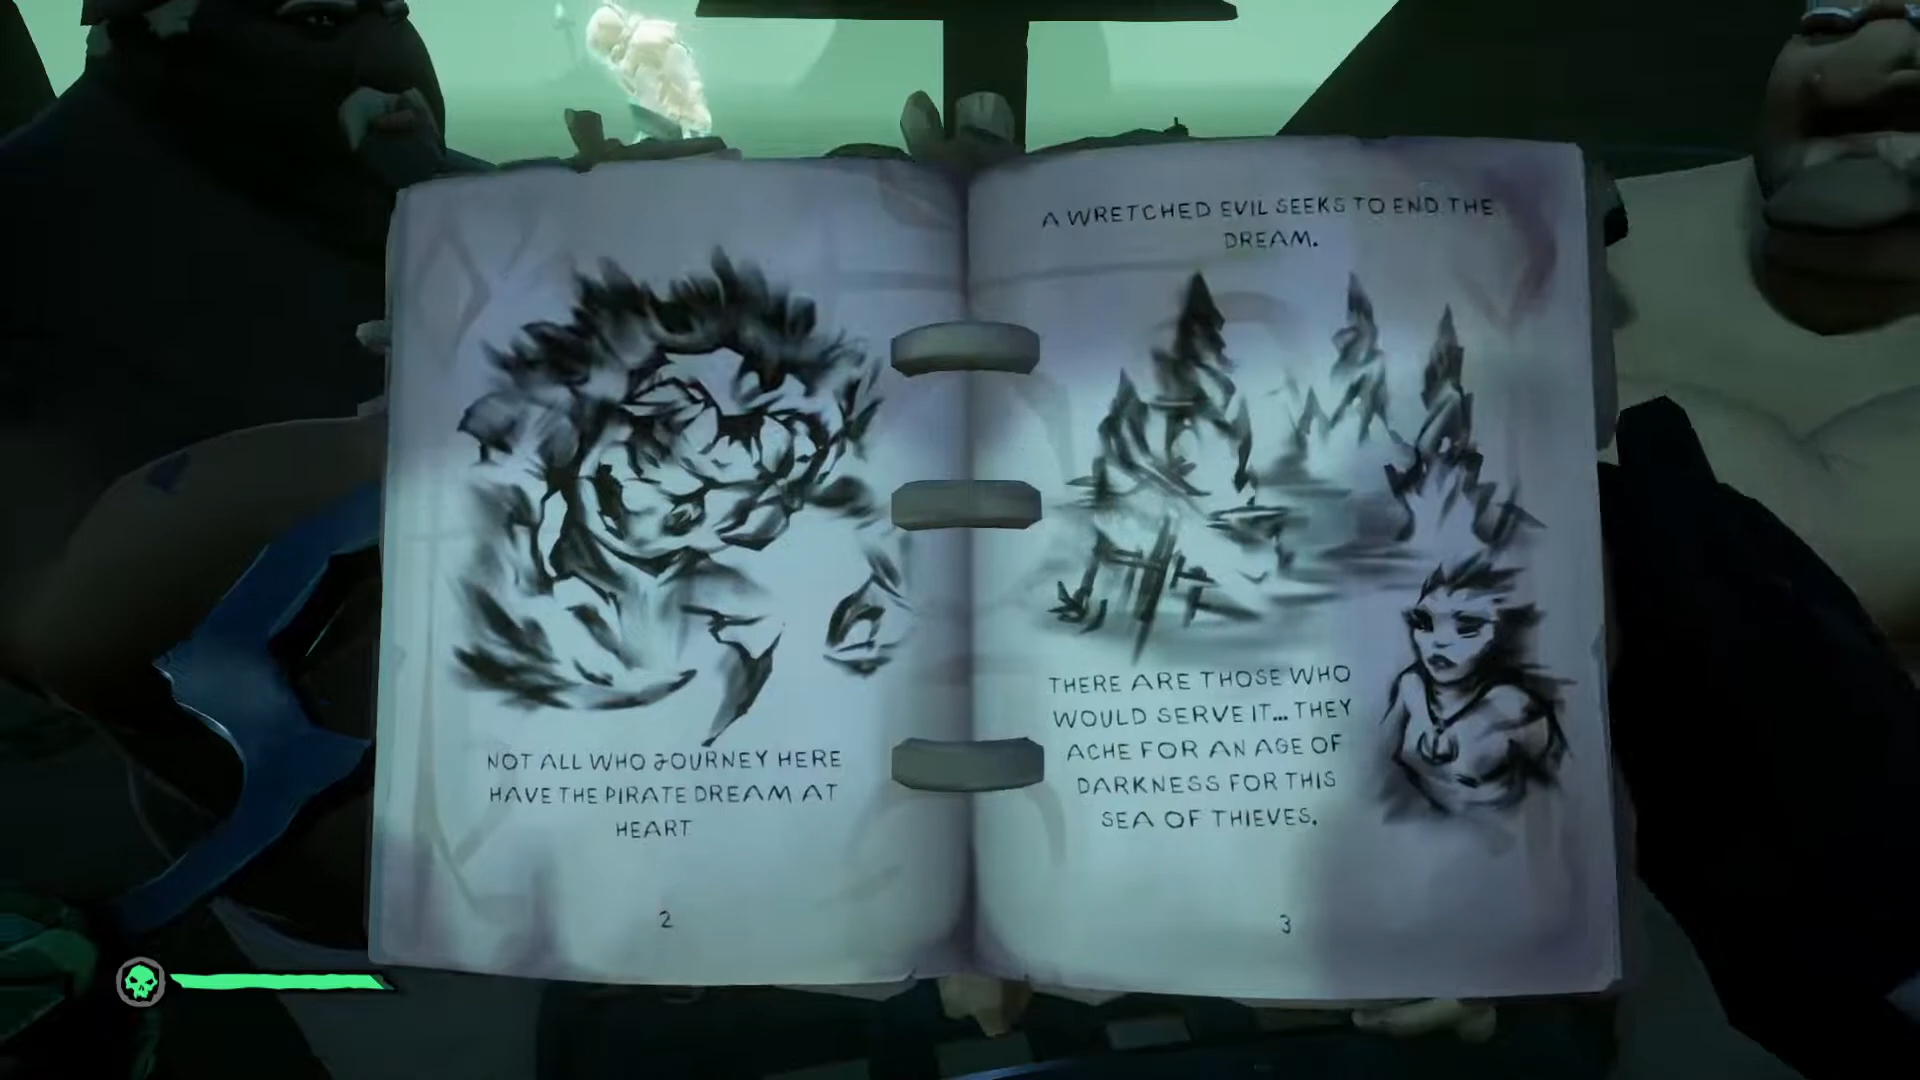 NOT ALL WHO JOURNEY HERE
HAVE THE PIRATE DREAM AT
HEART
2
A WRETCHED EVIL SEEKS TO END THE
DREAM.
THERE ARE THOSE WHO
WOULD SERVE IT... THEY
ACHE FOR AN AGE OF
DARKNESS FOR THIS
SEA OF THIEVES.
3